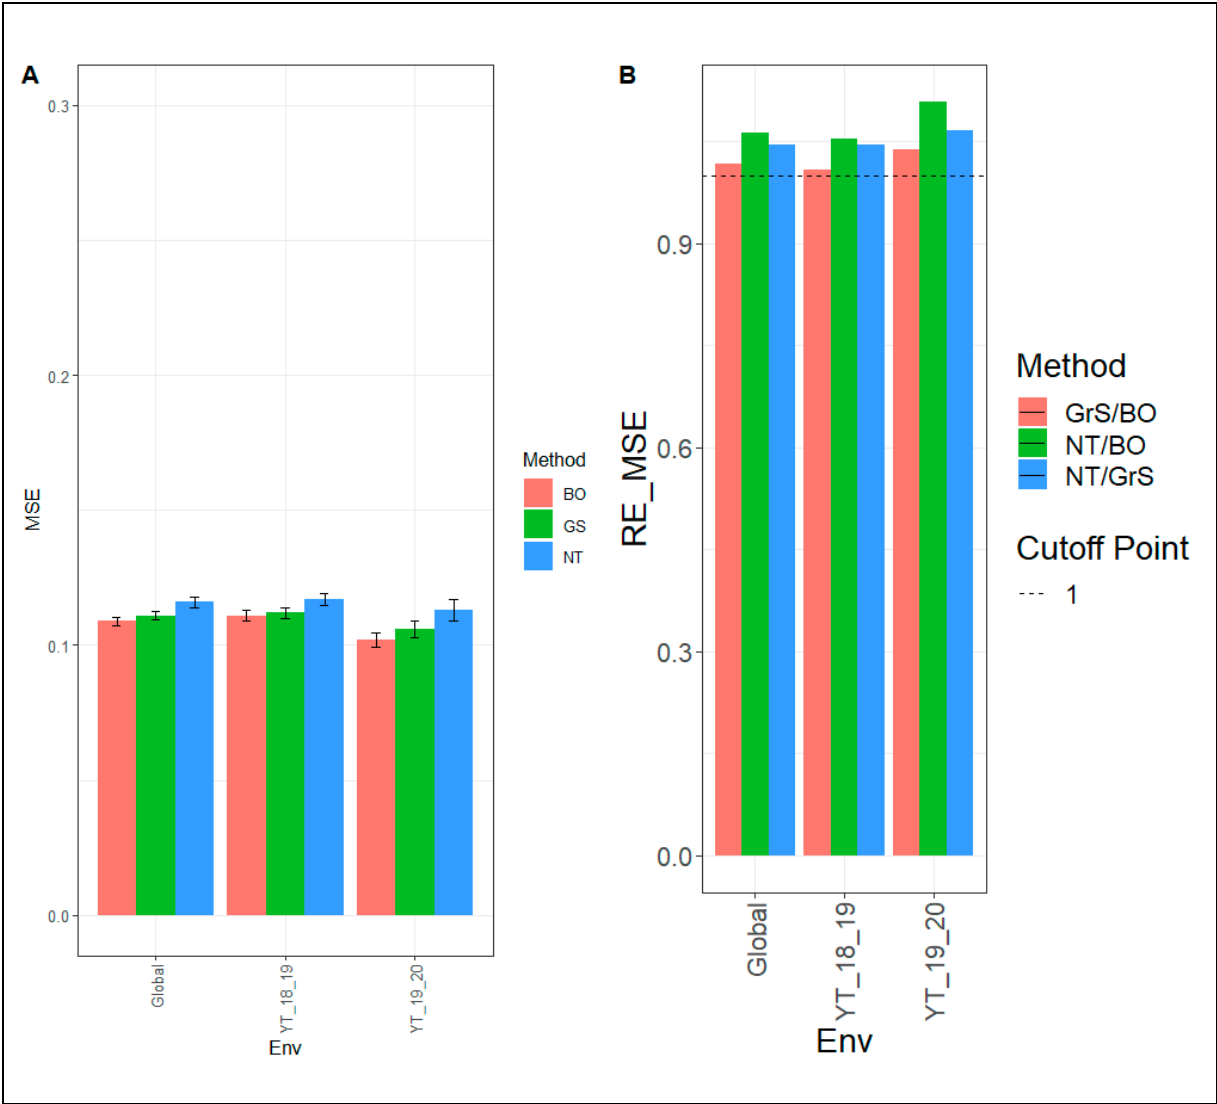 A
0.3
0.2
0.1
0.0
MSE
Global
YT_18_19
YT_19_20
Env
Method
BO
GS
NT
B
0.9
0.6
0.3
0.0
RE_MSE
Global
YT_18_19
YT_19_20
Env
Method
GrS/BO
NT/BO
NT/GrS
Cutoff Point
1